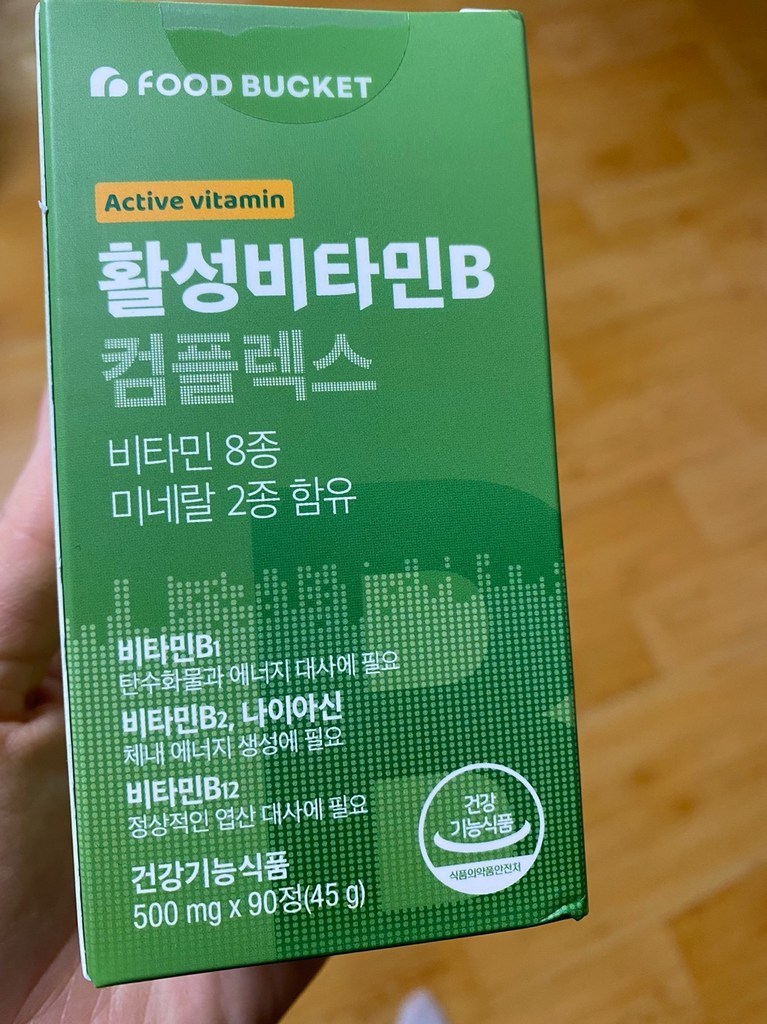 FOOD BUCKET
Active vitamin
활성비타민B
컴플렉스
비타민 8종
미네랄 2종 함유
비타민B1
탄수화물과 에너지 대사에 필요
비타민B2, 나이아신
체내 에너지 생성에 필요
비타민B12
정상적인 엽산 대사에 필요
건강기능식품
500 mg x 90정(45 g)
건강
기능식품
식품의약품안전처